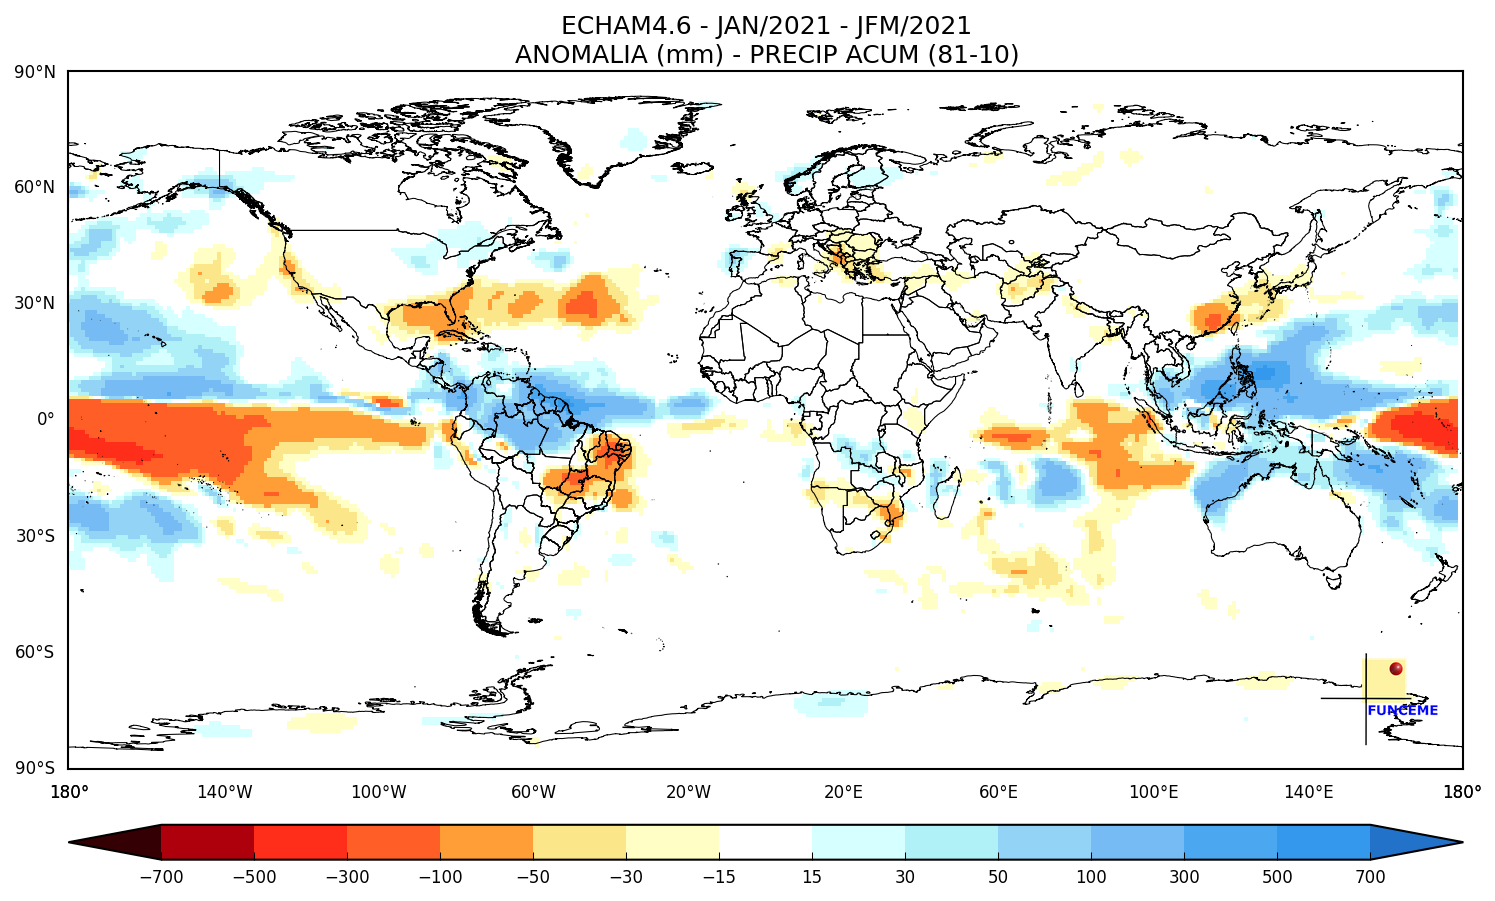 ECHAM4.6 - JAN/2021 - JFM/2021
ANOMALIA (mm) - PRECIP ACUM (81-10)
90°N
60°N
30°N
0°
30°S
60°S
90°S
FUNCEME
180° 140°W 100°W 60°W 20°W 20°E 60°E 100°E 140°E 180°
−700 −500 −300 −100 −50 −30 −15 15 30 50 100 300 500 700